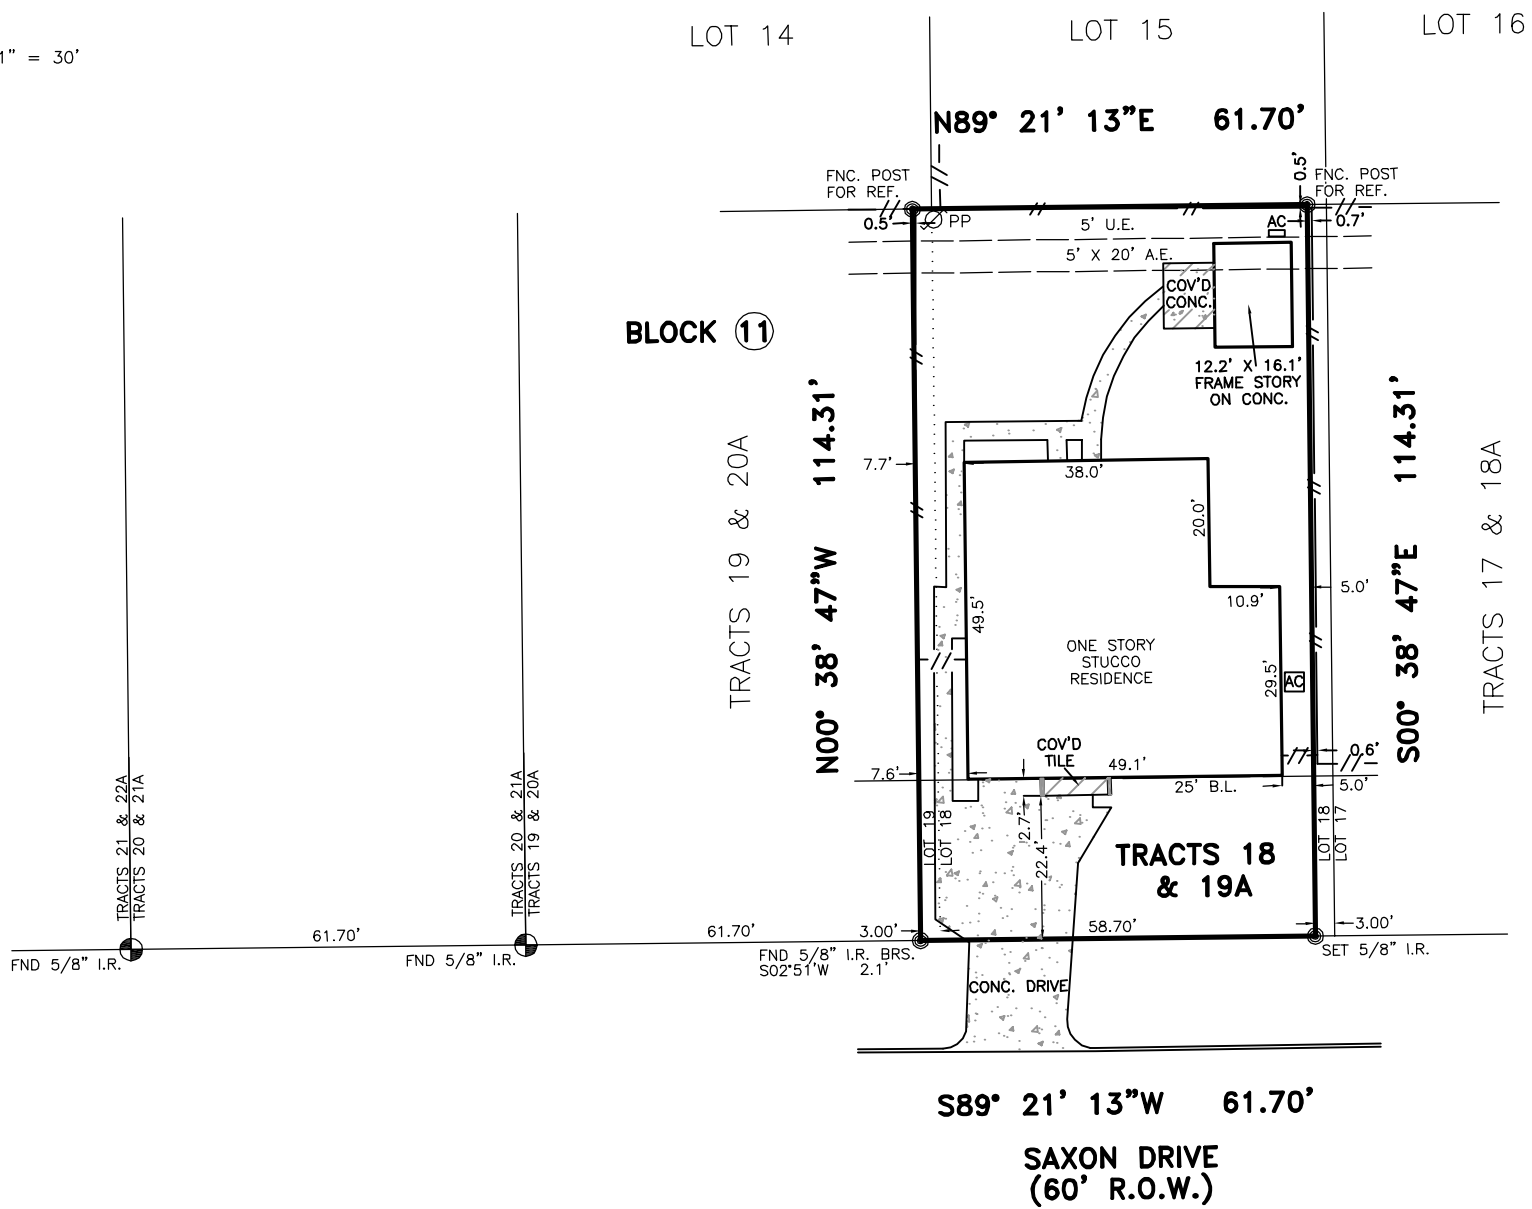 LOT 14
LOT 15
LOT 16
1" = 30'
N89° 21' 13"E 61.70'
FNC. POST
FOR REF.
0.5'
FNC. POST
FOR REF.
0.5'
PP
5' U.E.
AC
0.7'
5' X 20' A.E.
COV'D
CONC.
BLOCK 11
12.2' X 16.1'
FRAME STORY
ON CONC.
TRACTS 19 & 20A
N00° 38' 47"W 114.31'
S00° 38' 47"E 114.31'
TRACTS 17 & 18A
7.7'
38.0'
20.0'
10.9'
5.0'
49.5'
ONE STORY
STUCCO
RESIDENCE
29.5'
AC
COV'D
TILE
49.1'
0.6'
7.6'
25' B.L.
5.0'
2.7'
22.4'
LOT 19
LOT 18
LOT 18
LOT 17
TRACTS 18
& 19A
TRACTS 21 & 22A
TRACTS 20 & 21A
TRACTS 20 & 21A
TRACTS 19 & 20A
61.70'
61.70'
3.00'
58.70'
3.00'
FND 5/8" I.R.
FND 5/8" I.R.
FND 5/8" I.R. BRS.
S02°51'W 2.1'
SET 5/8" I.R.
CONC. DRIVE
S89° 21' 13"W 61.70'
SAXON DRIVE
(60' R.O.W.)